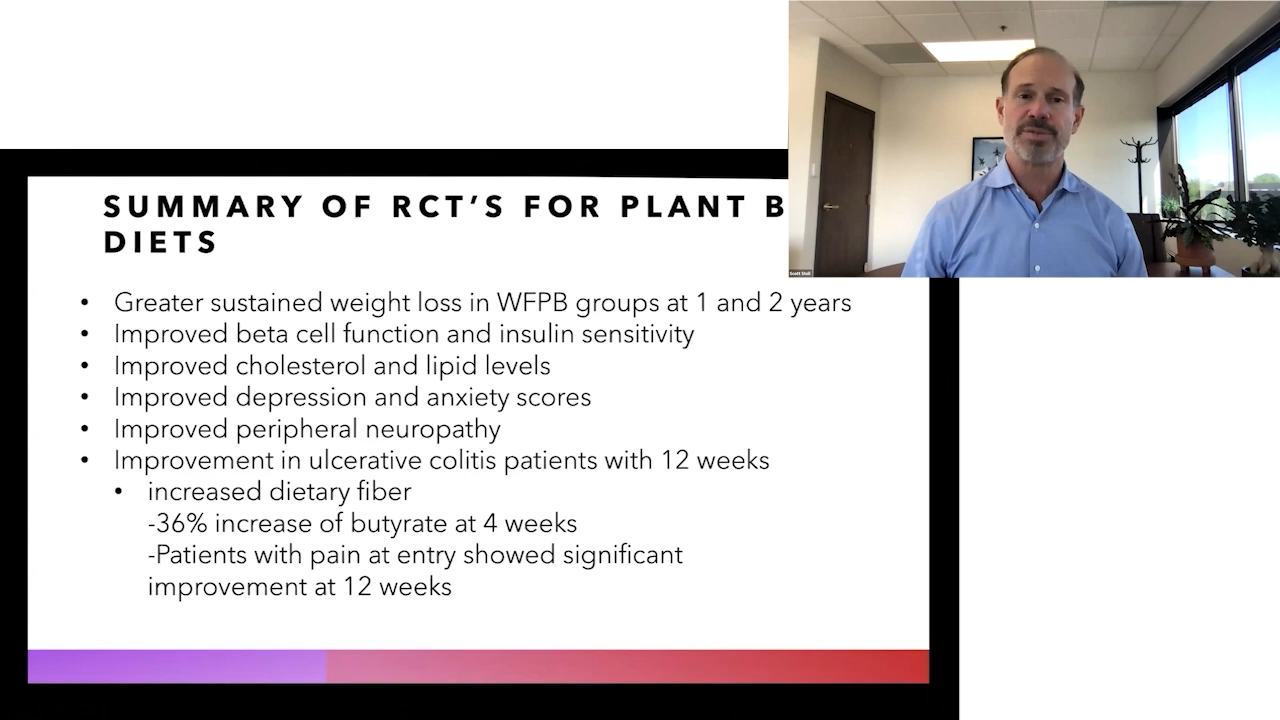 SUMMARY OF RCT'S FOR PLANT B
DIETS
• Greater sustained weight loss in WFPB groups at 1 and 2 years
• Improved beta cell function and insulin sensitivity
• Improved cholesterol and lipid levels
• Improved depression and anxiety scores
• Improved peripheral neuropathy
• Improvement in ulcerative colitis patients with 12 weeks
• increased dietary fiber
-36% increase of butyrate at 4 weeks
-Patients with pain at entry showed significant
improvement at 12 weeks
Scott Stoll